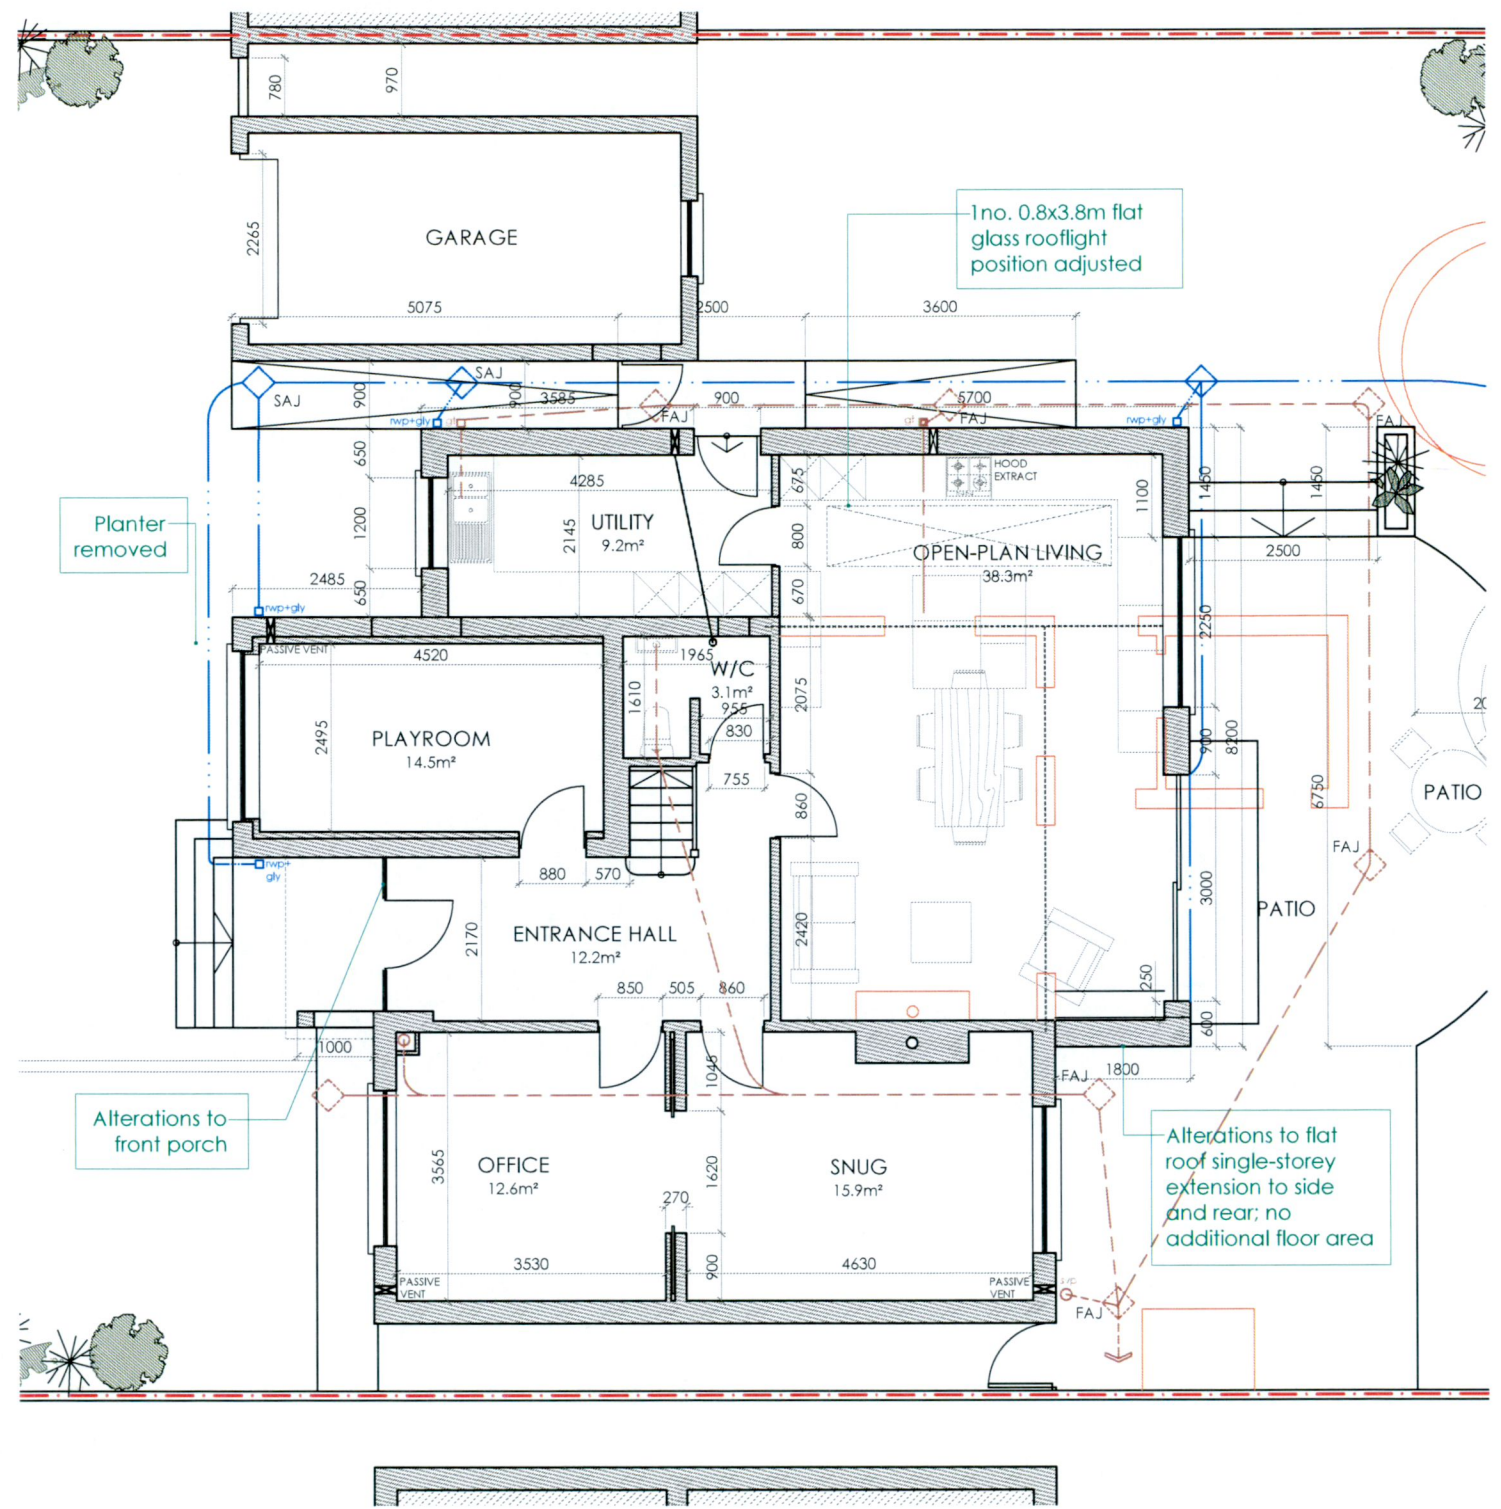 780
970
2265
GARAGE
1no. 0.8x3.8m flat
glass rooflight
position adjusted
5075
2500
3600
SAJ
SAJ
900
900
3585
FAJ
900
FAJ
5700
FAJ
rwp+gly
gt
gt
rwp+gly
650
4285
675
HOOD
EXTRACT
1100
1450
1450
Planter
removed
1200
2145
UTILITY
9.2m²
800
OPEN-PLAN LIVING
38.3m²
2500
2485
650
670
rwp+gly
2250
PASSIVE VENT
4520
1965
W/C
3.1m²
1610
955
830
2075
2495
PLAYROOM
14.5m²
755
860
900
8200
6750
PATIO
FAJ
rwp+
gly
880
570
3000
PATIO
2170
ENTRANCE HALL
12.2m²
2420
850
505
860
250
600
1000
1045
FAJ
1800
Alterations to
front porch
3565
OFFICE
12.6m²
1620
SNUG
15.9m²
Alterations to flat
roof single-storey
extension to side
and rear; no
additional floor area
270
3530
900
4630
PASSIVE
VENT
PASSIVE
VENT
svp
FAJ